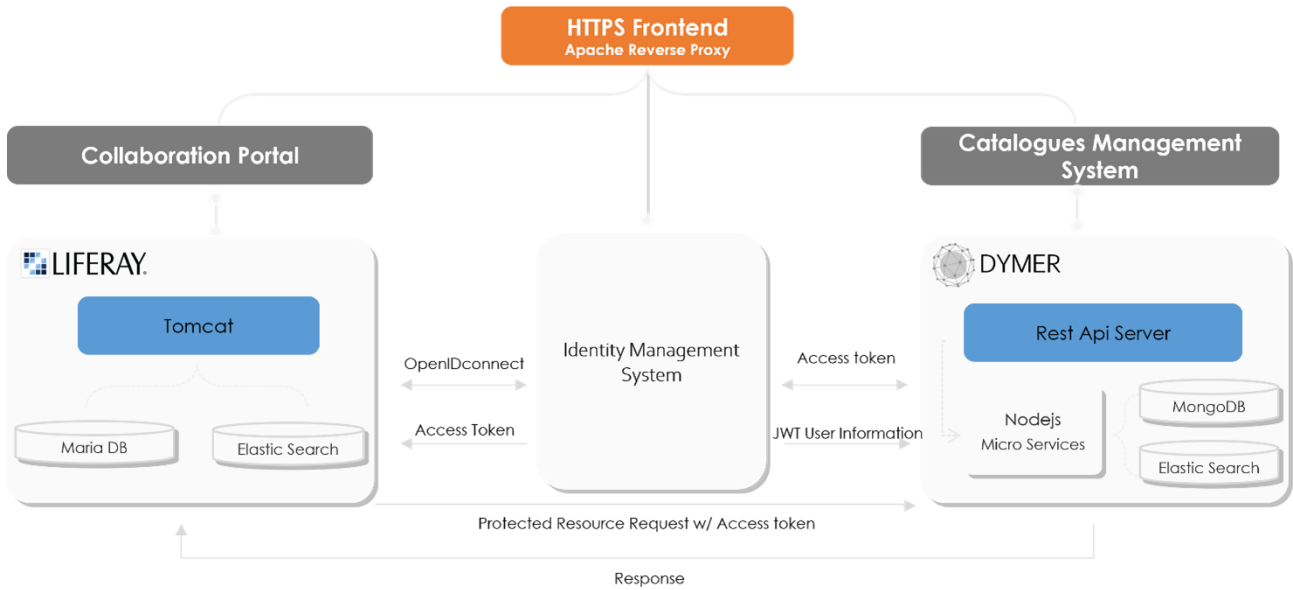 HTTPS Frontend
Apache Reverse Proxy
Collaboration Portal
Catalogues Management
System
LIFERAY.
DYMER
Tomcat
Rest Api Server
Identity Management
System
OpenIDconnect
Access token
Maria DB
Elastic Search
Access Token
JWT User Information
Nodejs
Micro Services
MongoDB
Elastic Search
Protected Resource Request w/ Access token
Response